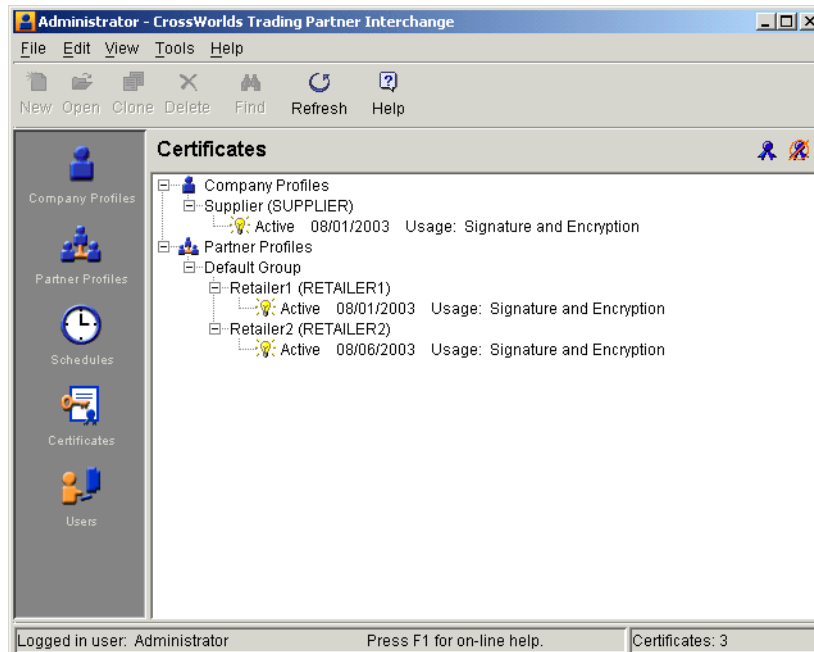 Administrator - CrossWorlds Trading Partner Interchange
File Edit View Tools Help
New Open Clone Delete Find Refresh Help
Certificates
Company Profiles
Partner Profiles
Schedules
Certificates
Users
Company Profiles
Supplier (SUPPLIER)
Active 08/01/2003 Usage: Signature and Encryption
Partner Profiles
Default Group
Retailer1 (RETAILER1)
Active 08/01/2003 Usage: Signature and Encryption
Retailer2 (RETAILER2)
Active 08/06/2003 Usage: Signature and Encryption
Logged in user: Administrator Press F1 for on-line help. Certificates: 3